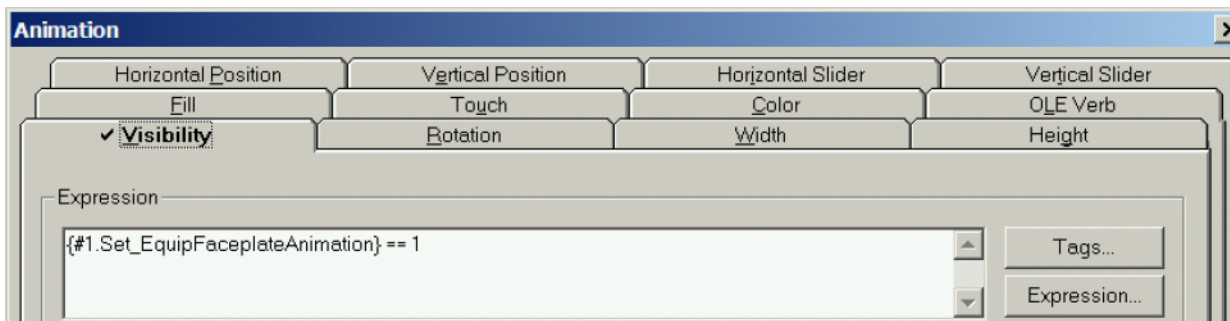 Animation
Horizontal Position Vertical Position Horizontal Slider Vertical Slider
Fill Touch Color OLE Verb
✓ Visibility Rotation Width Height
Expression
{#1.Set_EquipFaceplateAnimation} == 1
Tags...
Expression...